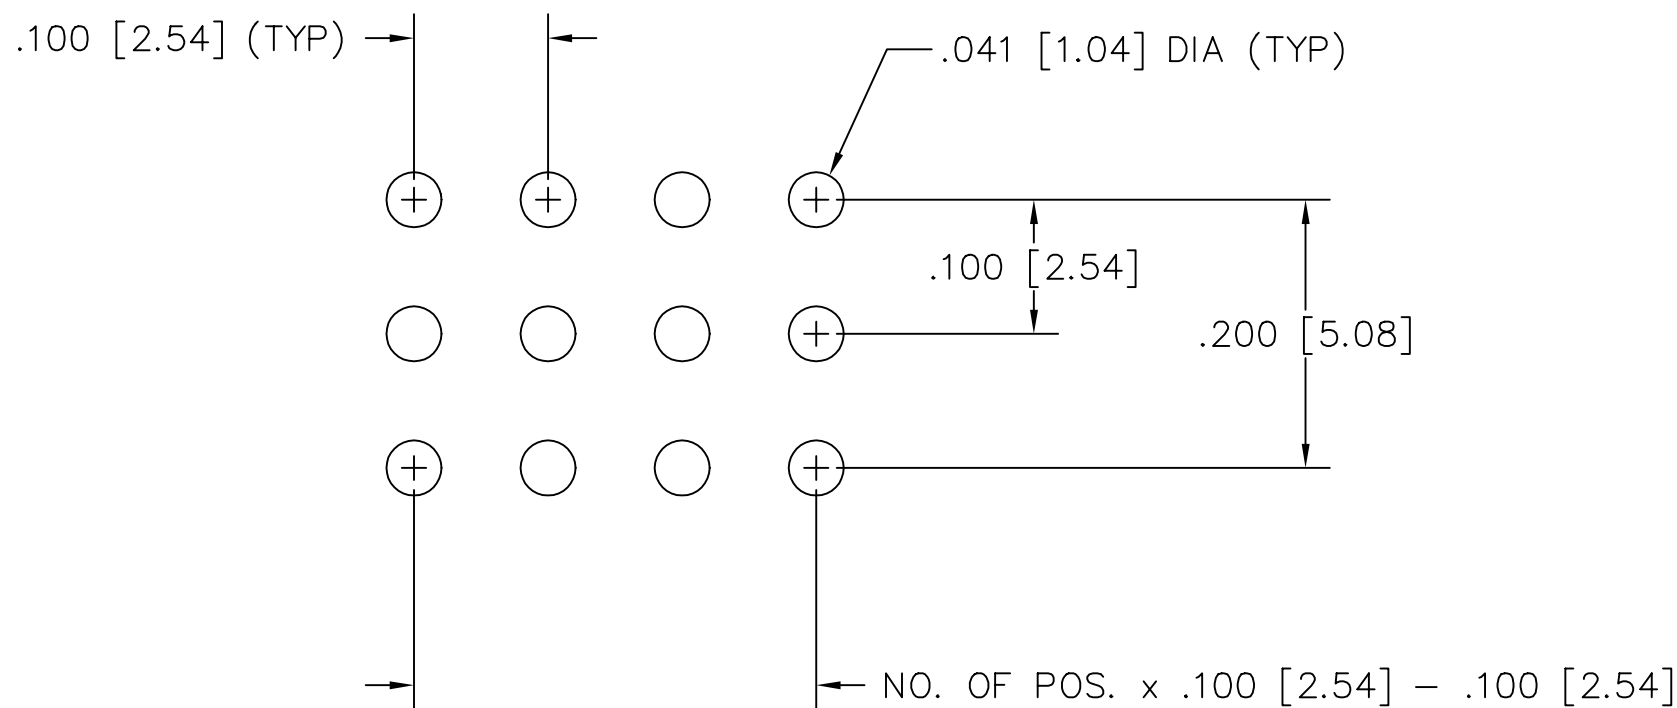 .100 [2.54] (TYP)
.041 [1.04] DIA (TYP)
.100 [2.54]
.200 [5.08]
NO. OF POS. x .100 [2.54] – .100 [2.54]